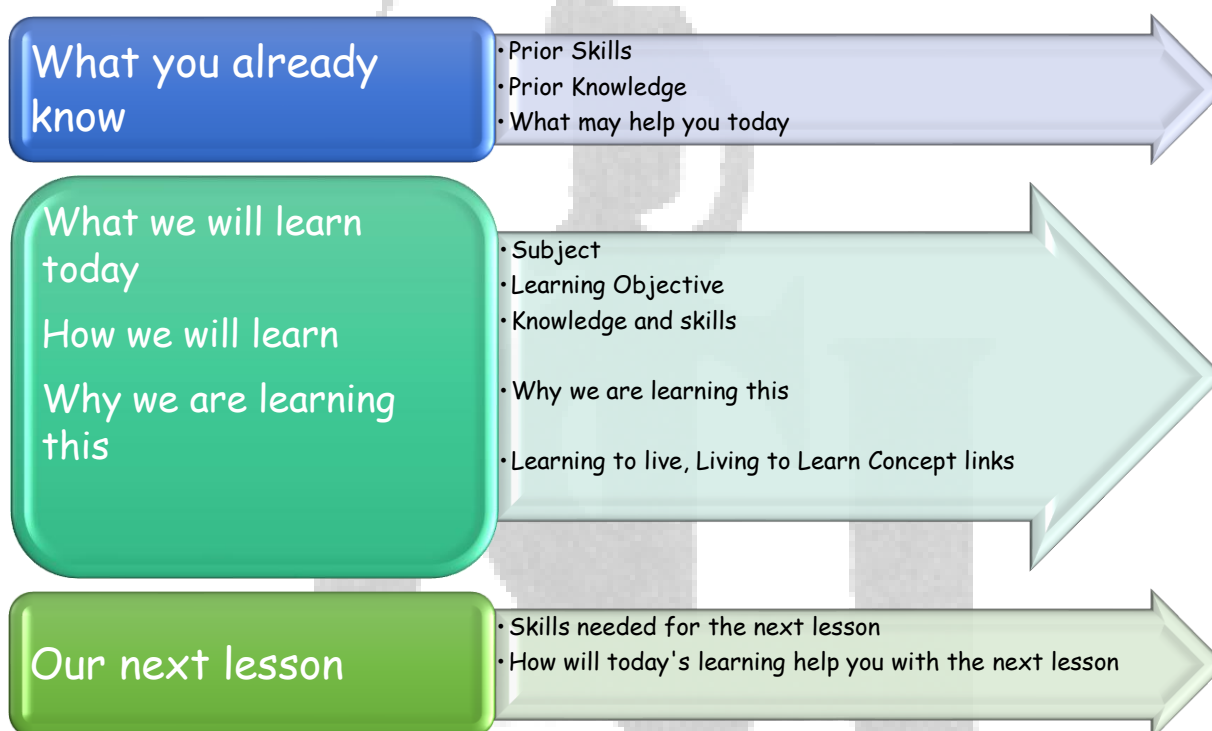 What you already
know
• Prior Skills
• Prior Knowledge
• What may help you today
What we will learn
today
How we will learn
Why we are learning
this
• Subject
• Learning Objective
• Knowledge and skills
• Why we are learning this
• Learning to live, Living to Learn Concept links
Our next lesson
• Skills needed for the next lesson
• How will today's learning help you with the next lesson